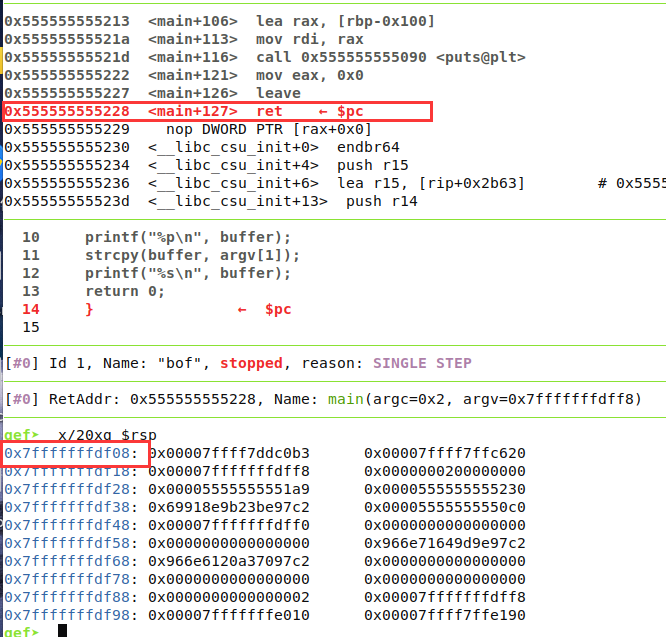 0x555555555213  <main+106>  lea rax, [rbp-0x100]
0x55555555521a  <main+113>  mov rdi, rax
0x55555555521d  <main+116>  call 0x555555555090 <puts@plt>
0x555555555222  <main+121>  mov eax, 0x0
0x555555555227  <main+126>  leave
0x555555555228  <main+127>  ret    ← $pc
0x555555555229    nop DWORD PTR [rax+0x0]
0x555555555230  <__libc_csu_init+0>  endbr64
0x555555555234  <__libc_csu_init+4>  push r15
0x555555555236  <__libc_csu_init+6>  lea r15, [rip+0x2b63]        # 0x5555
0x55555555523d  <__libc_csu_init+13>  push r14
10     printf("%p\n", buffer);
11     strcpy(buffer, argv[1]);
12     printf("%s\n", buffer);
13     return 0;
14     }                ←  $pc
15
[#0] Id 1, Name: "bof", stopped, reason: SINGLE STEP
[#0] RetAddr: 0x555555555228, Name: main(argc=0x2, argv=0x7fffffffdff8)
gef➤  x/20xg $rsp
0x7fffffffdf08: 0x00007ffff7ddc0b3      0x00007ffff7ffc620
0x7fffffffdf18: 0x00007fffffffdff8      0x0000000200000000
0x7fffffffdf28: 0x00005555555551a9      0x0000555555555230
0x7fffffffdf38: 0x69918e9b23be97c2      0x00005555555550c0
0x7fffffffdf48: 0x00007fffffffdff0      0x0000000000000000
0x7fffffffdf58: 0x0000000000000000      0x966e71649d9e97c2
0x7fffffffdf68: 0x966e6120a37097c2      0x0000000000000000
0x7fffffffdf78: 0x0000000000000000      0x0000000000000000
0x7fffffffdf88: 0x0000000000000002      0x00007fffffffdff8
0x7fffffffdf98: 0x00007fffffffe010      0x00007ffff7ffe190
gef➤